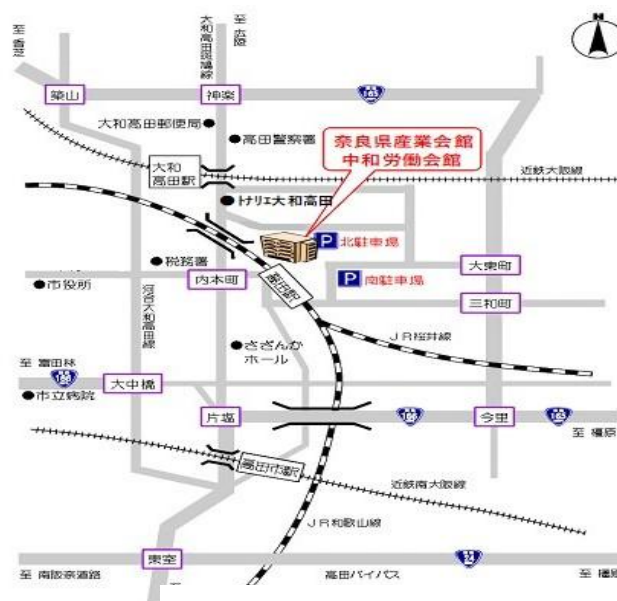 至 香芝
大和高田斑鳩線
至 広陵
築山
神楽
国道
165
大和高田郵便局
高田警察署
奈良県産業会館
中和労働会館
大和
高田駅
近鉄大阪線
トナリエ大和高田
P 北駐車場
税務署
大東町
市役所
内本町
高田駅
P 南駐車場
三和町
河合大和高田線
さざんか
ホール
JR桜井線
至 富田林
166
大中橋
市立病院
片塩
166
今里
165
至 橿原
高田市駅
近鉄南大阪線
JR和歌山線
東室
24
至 南阪奈道路
高田バイパス
至 橿原